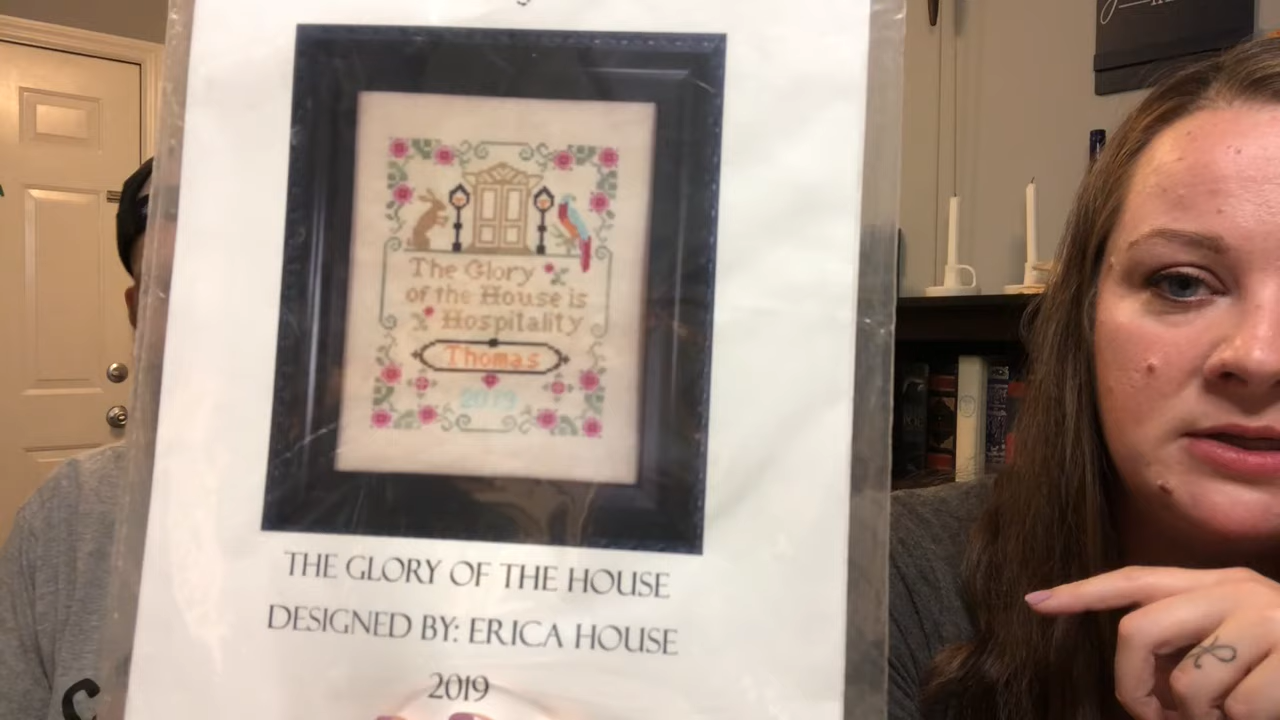 The Glory
of the House is
Hospitality
Thomas
2019
THE GLORY OF THE HOUSE
DESIGNED BY: ERICA HOUSE
2019